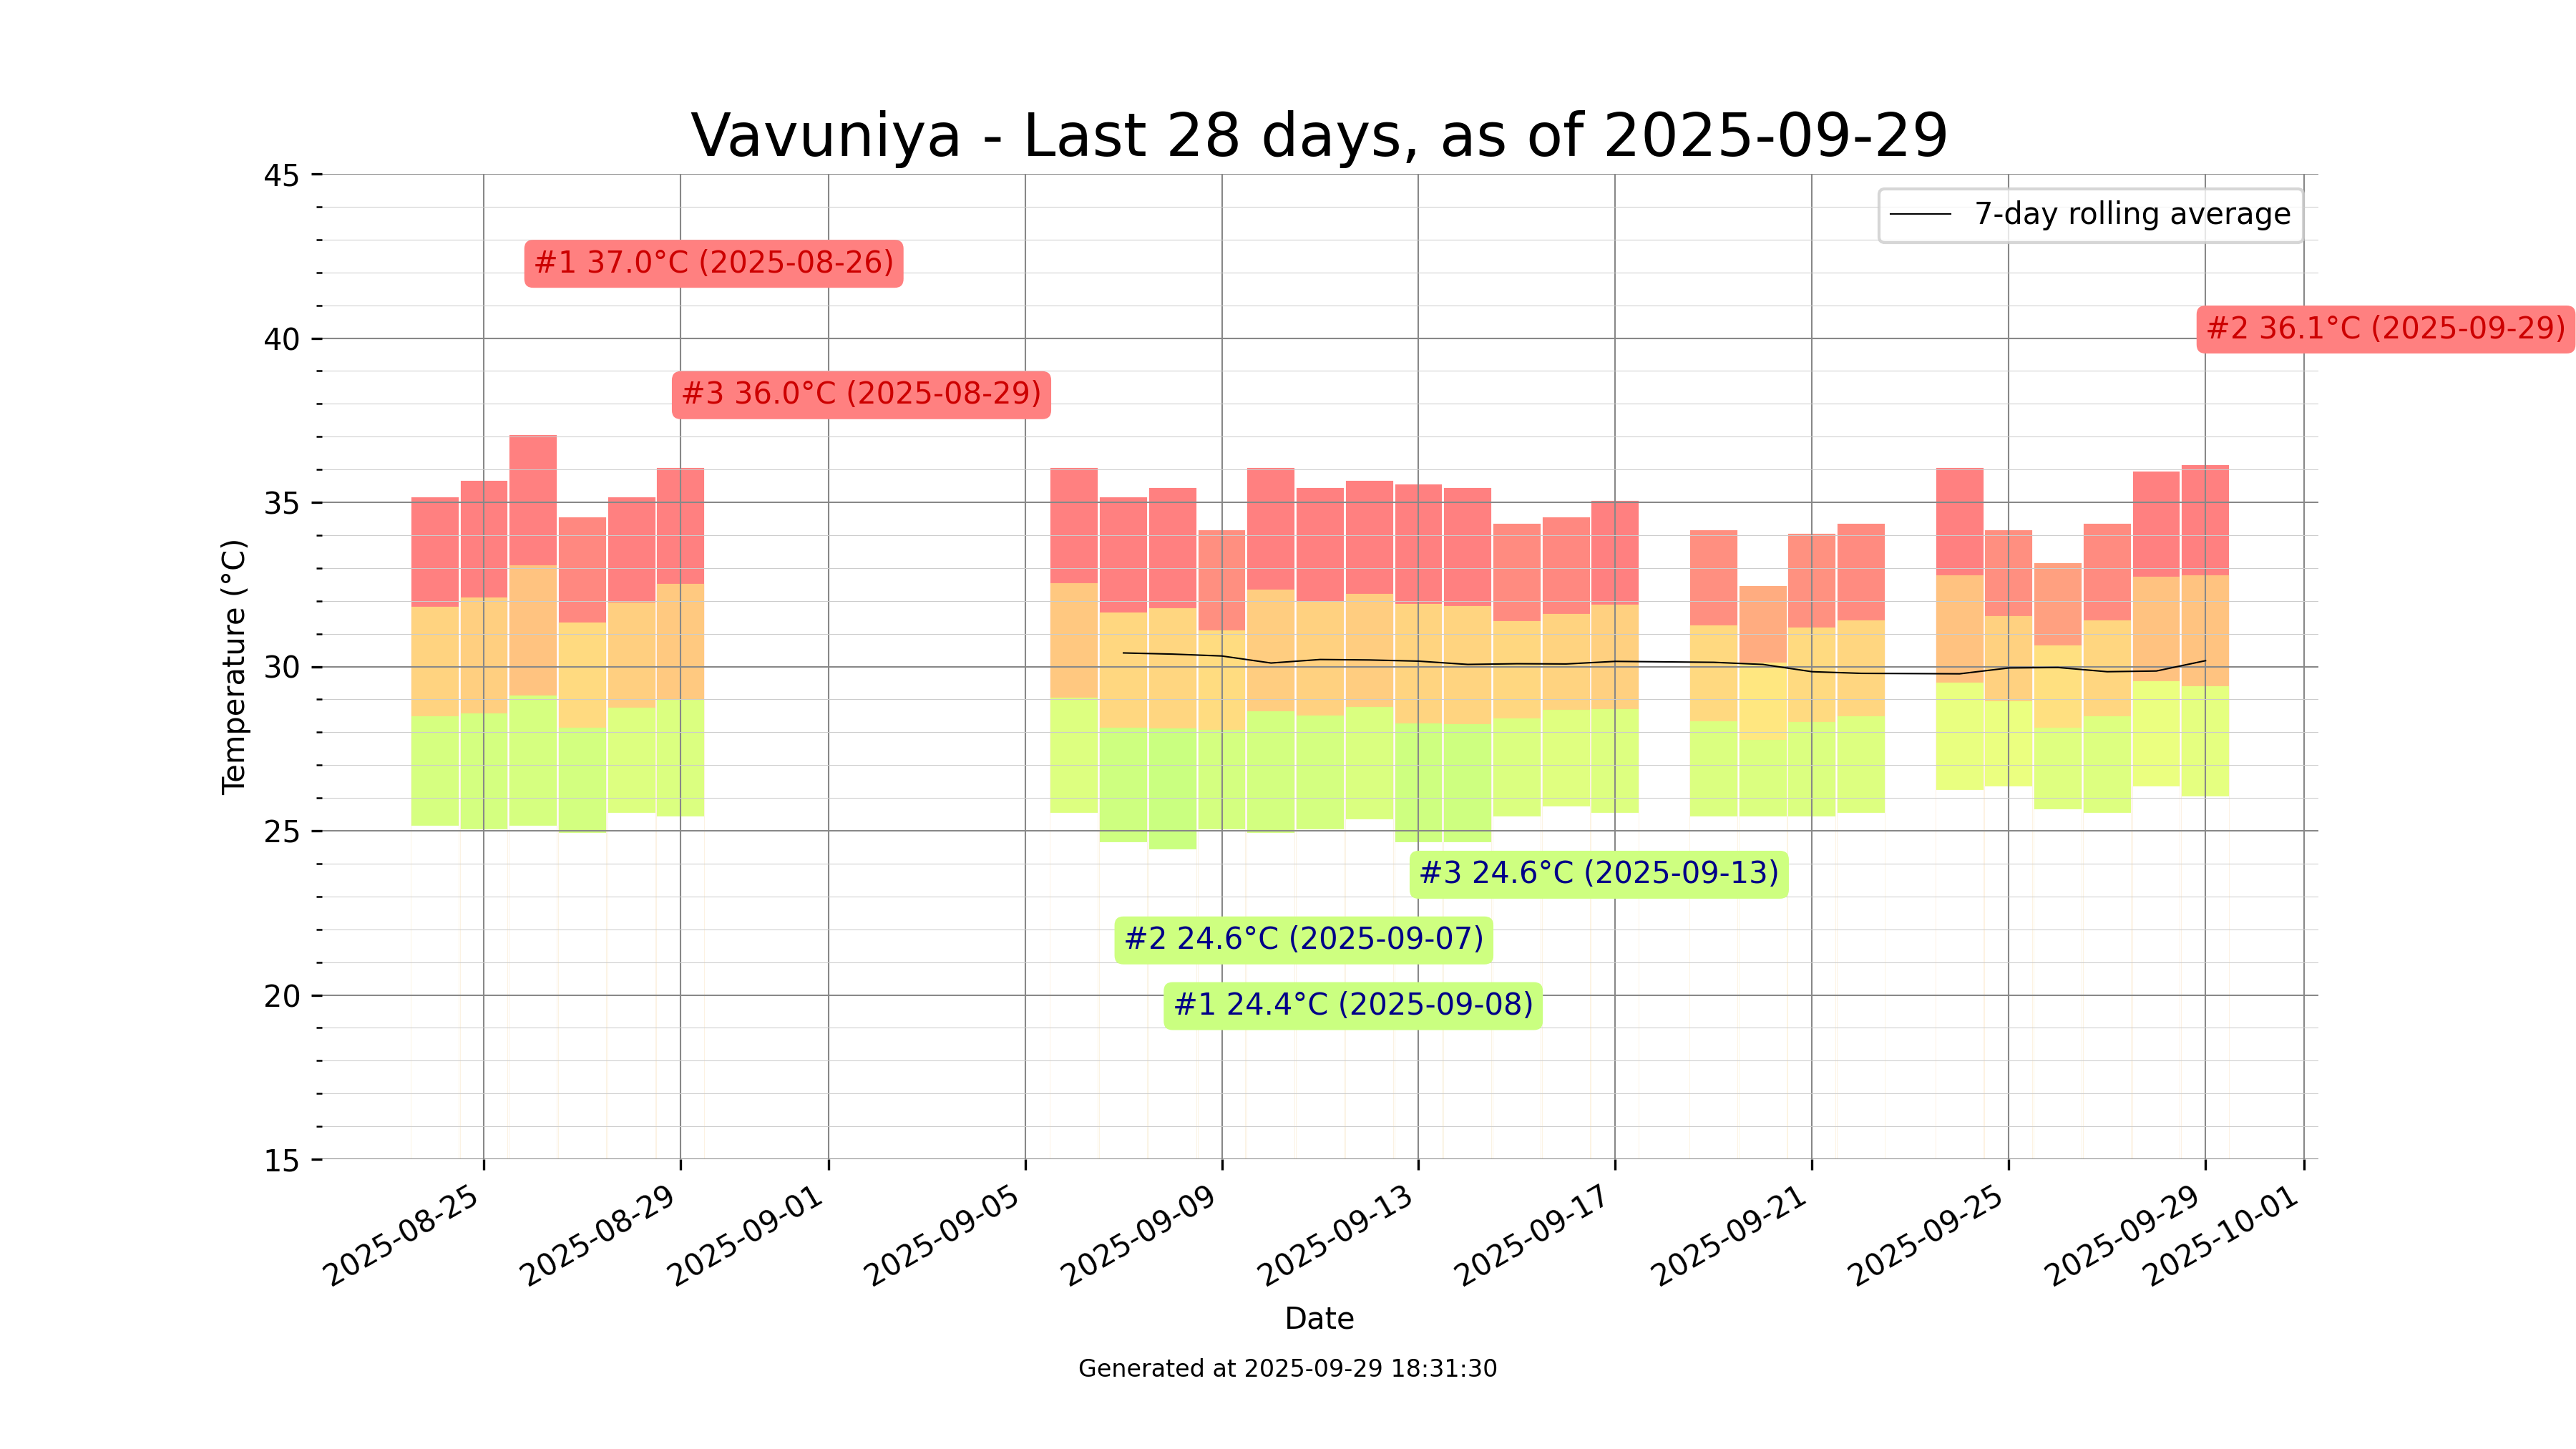 Vavuniya - Last 28 days, as of 2025-09-29
7-day rolling average
#1 37.0°C (2025-08-26)
#2 36.1°C (2025-09-29)
#3 36.0°C (2025-08-29)
#3 24.6°C (2025-09-13)
#2 24.6°C (2025-09-07)
#1 24.4°C (2025-09-08)
45
40
35
30
25
20
15
Temperature (°C)
2025-08-25
2025-08-29
2025-09-01
2025-09-05
2025-09-09
2025-09-13
2025-09-17
2025-09-21
2025-09-25
2025-09-29
2025-10-01
Date
Generated at 2025-09-29 18:31:30